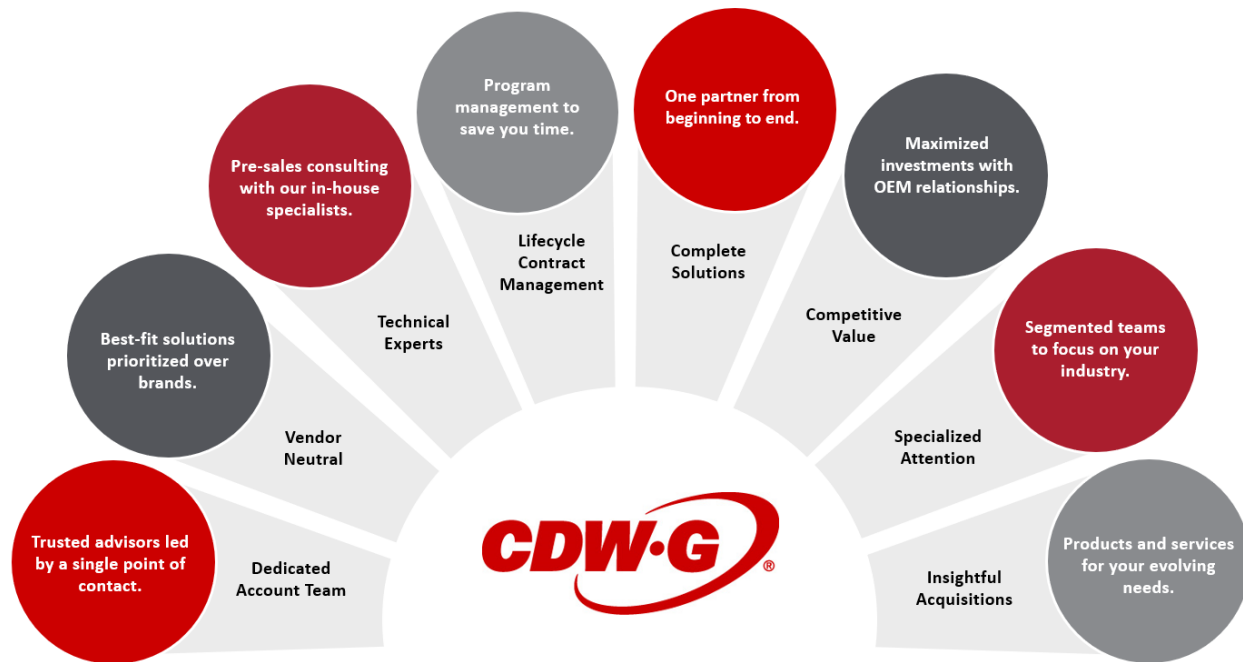 Trusted advisors led
by a single point of
contact.
Dedicated
Account Team
Best-fit solutions
prioritized over
brands.
Vendor
Neutral
Pre-sales consulting
with our in-house
specialists.
Technical
Experts
Program
management to
save you time.
Lifecycle
Contract
Management
One partner from
beginning to end.
Complete
Solutions
Maximized
investments with
OEM relationships.
Competitive
Value
Segmented teams
to focus on your
industry.
Specialized
Attention
Products and services
for your evolving
needs.
Insightful
Acquisitions
CDW•G®